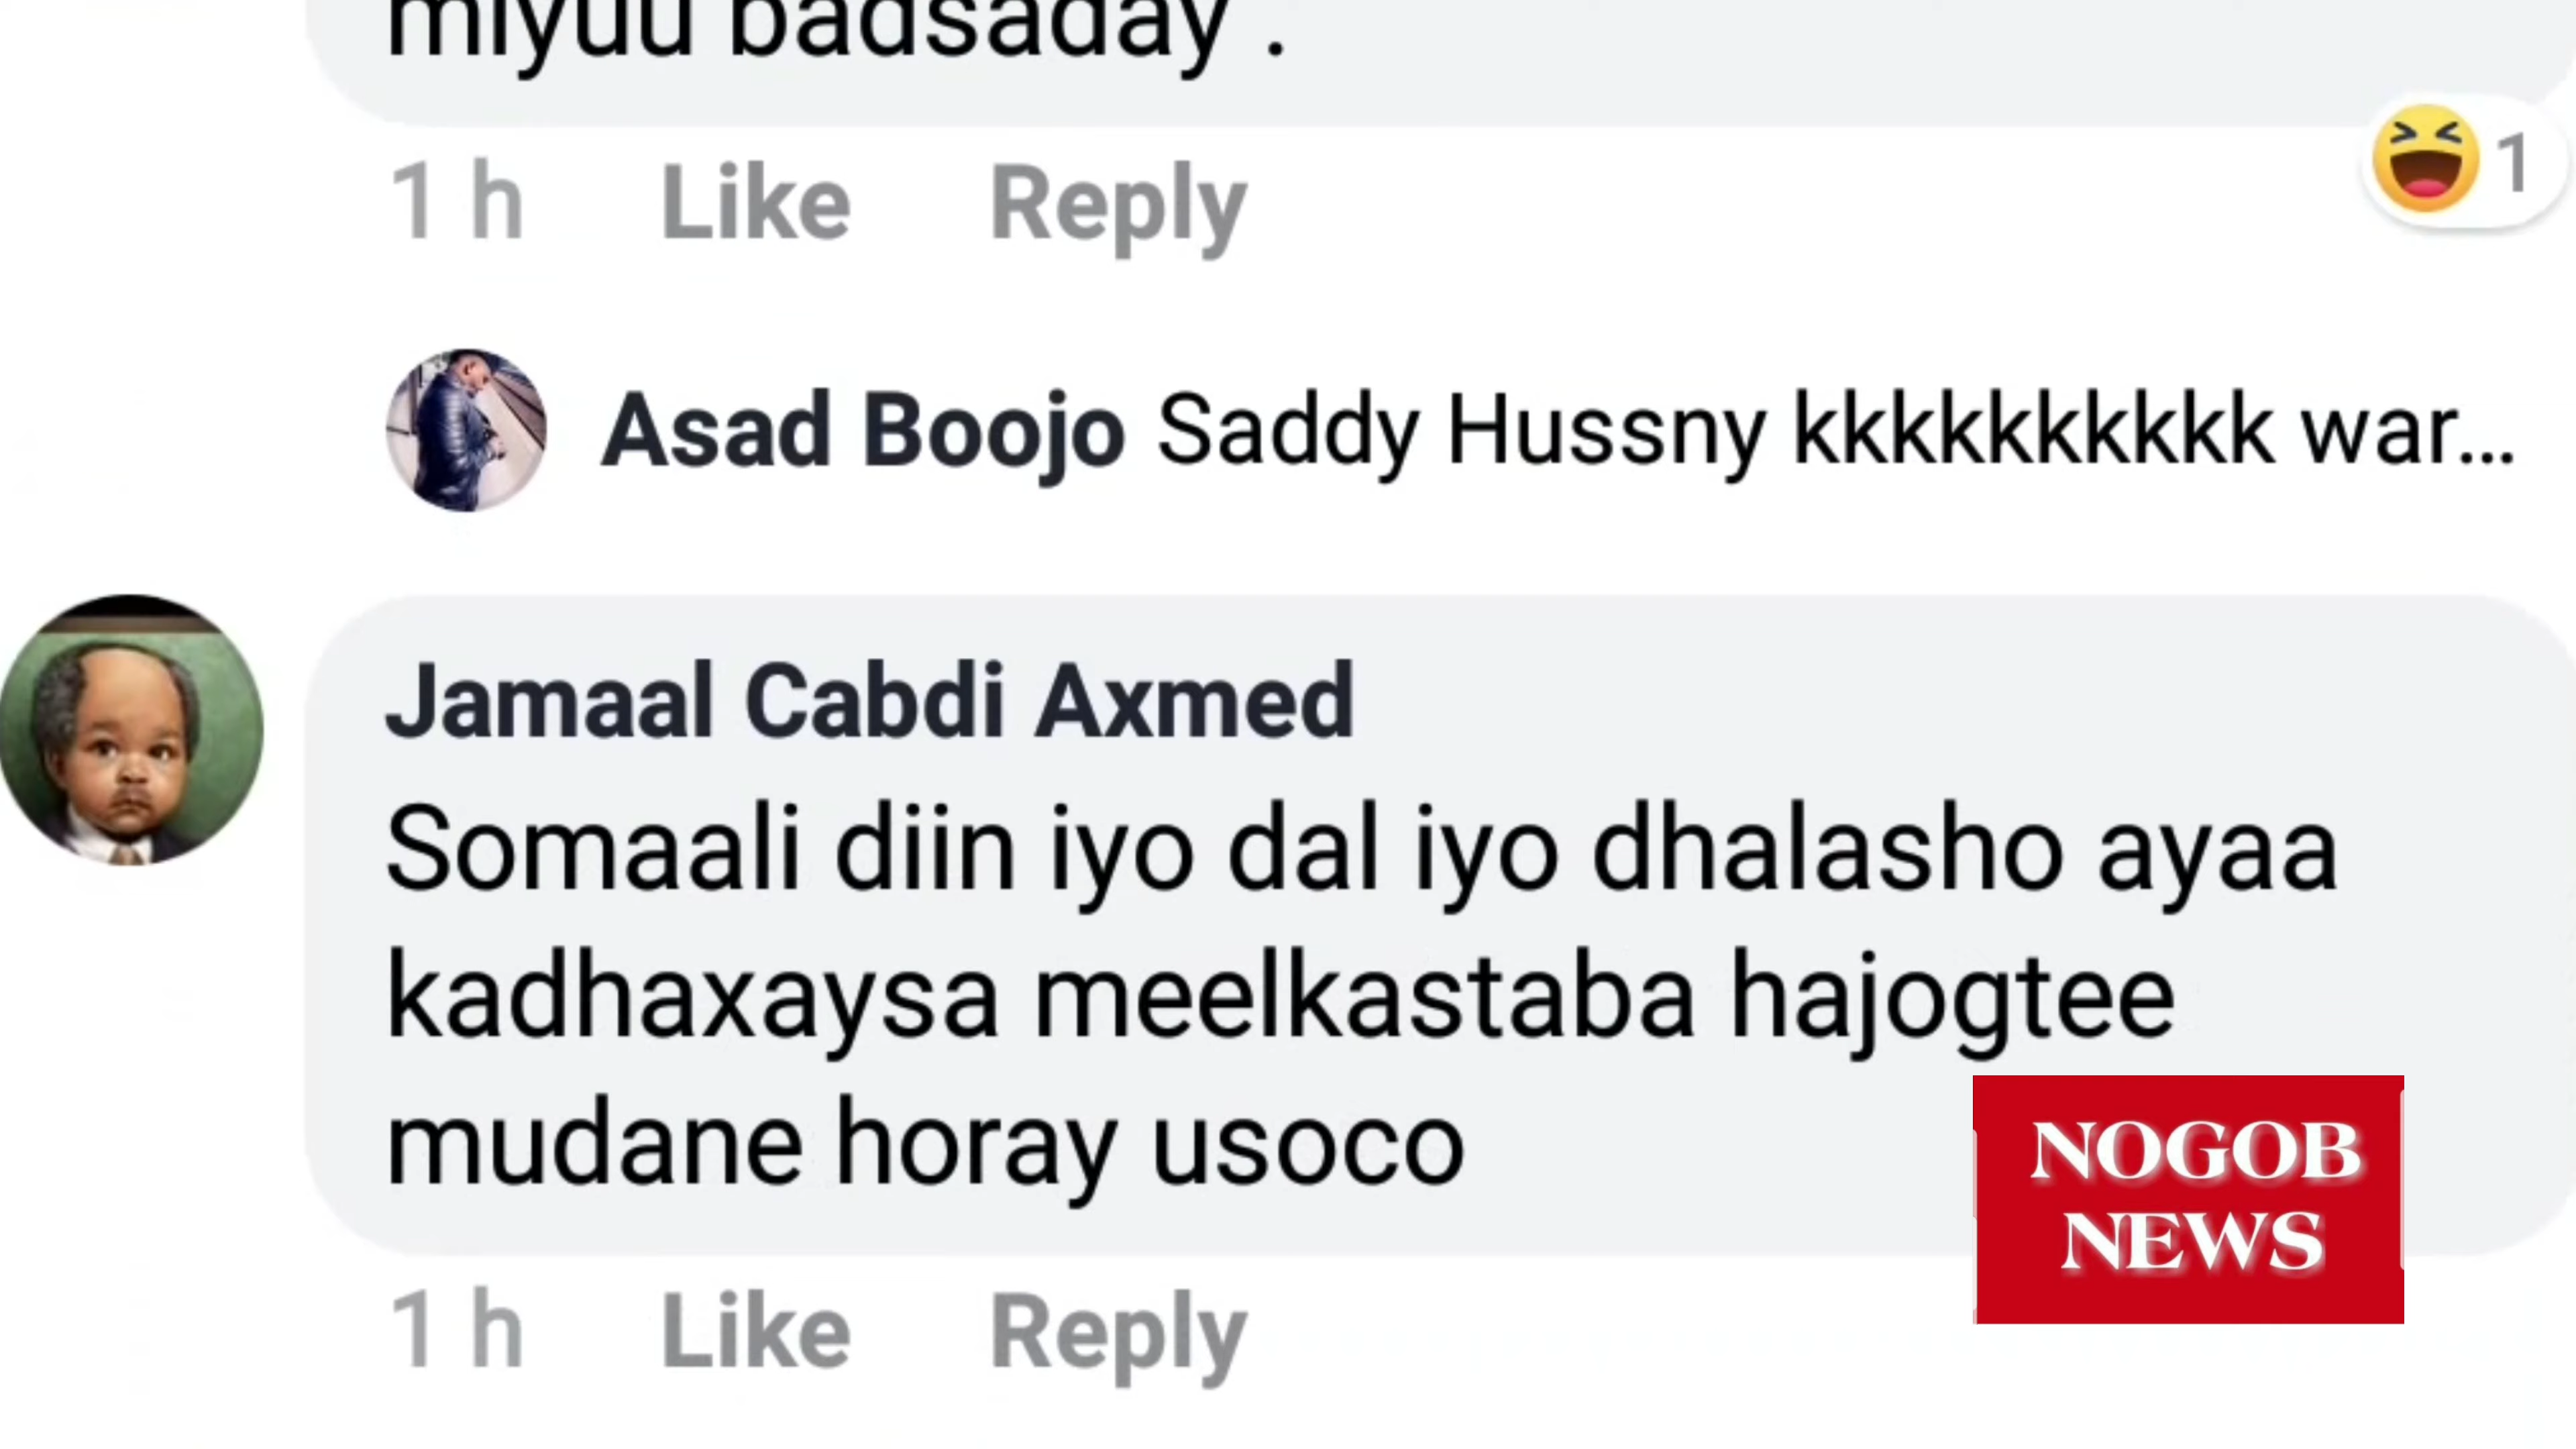 miyuu badsaday .
1 h Like Reply
1
Asad Boojo Saddy Hussny kkkkkkkkkk war...
Jamaal Cabdi Axmed
Somaali diin iyo dal iyo dhalasho ayaa
kadhaxaysa meelkastaba hajogtee
mudane horay usoco
NOGOB
NEWS
1 h Like Reply